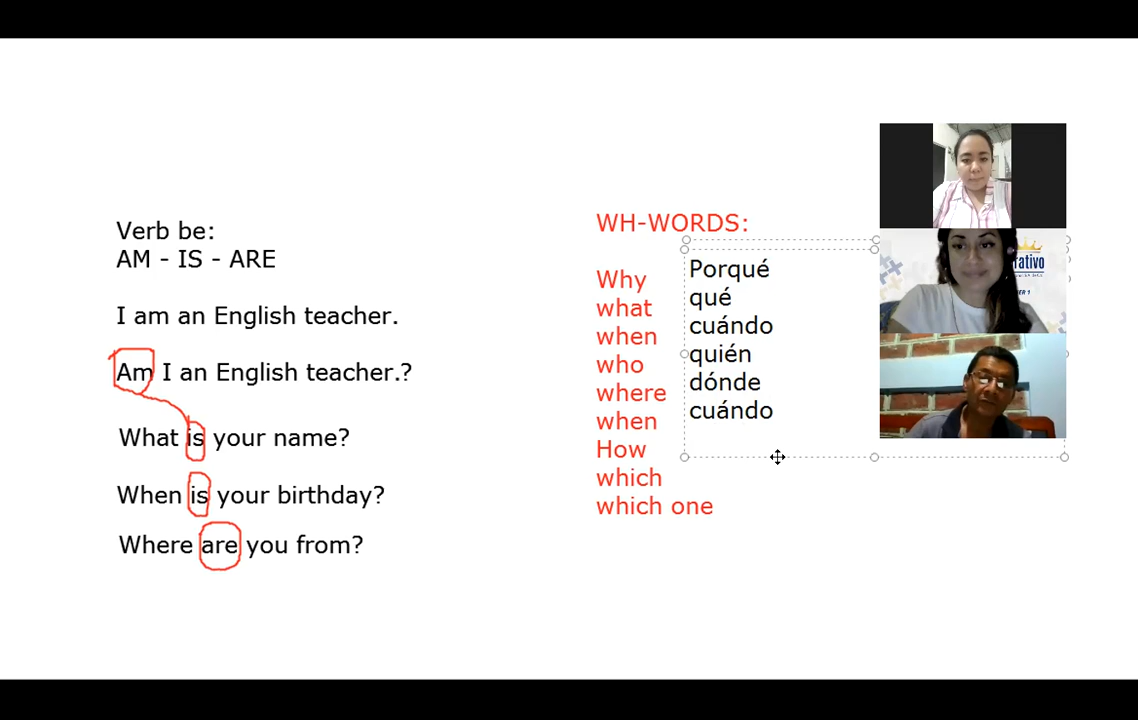 Verb be:
AM - IS - ARE
I am an English teacher.
Am I an English teacher.?
What is your name?
When is your birthday?
Where are you from?
WH-WORDS:
Why
what
when
who
where
when
How
which
which one
Porqué
qué
cuándo
quién
dónde
cuándo
rativo